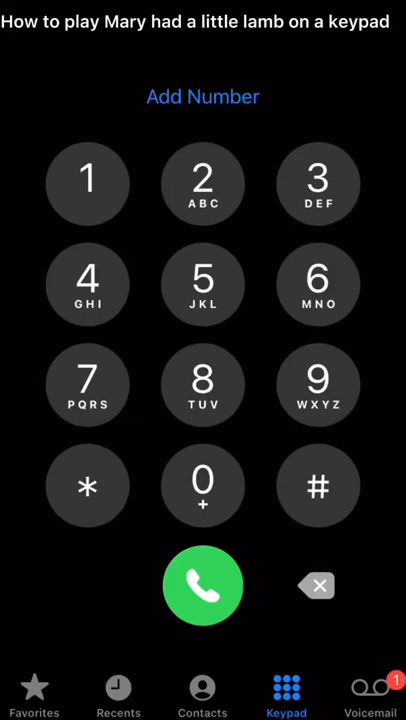 How to play Mary had a little lamb on a keypad
Add Number
1 2 3
ABC DEF
4 5 6
GHI JKL MNO
7 8 9
PQRS TUV WXYZ
* 0 #
+
1
Favorites Recents Contacts Keypad Voicemail